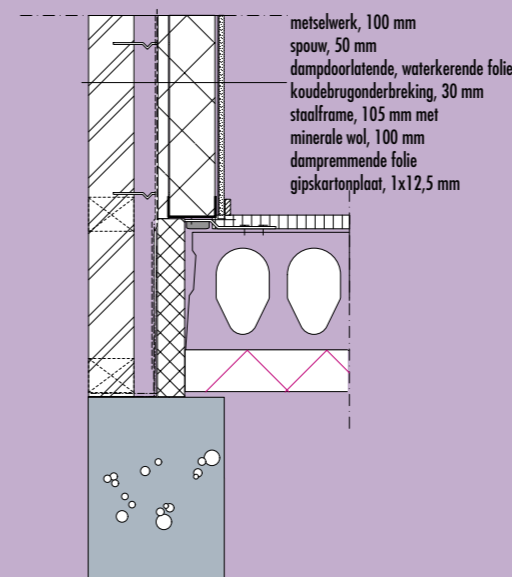 metselwerk, 100 mm
spouw, 50 mm
dampdoorlatende, waterkerende folie
koudebrugonderbreking, 30 mm
staalframe, 105 mm met
minerale wol, 100 mm
dampremmende folie
gipskartonplaat, 1x12,5 mm